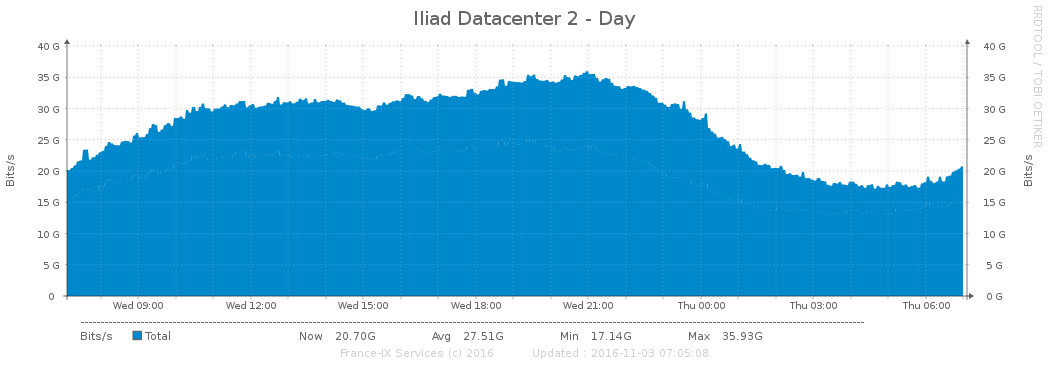 Iliad Datacenter 2 - Day
RRDTOOL / TOBI OETIKER
Bits/s
40 G 40 G
35 G 35 G
30 G 30 G
25 G 25 G
20 G 20 G
15 G 15 G
10 G 10 G
5 G 5 G
0 0 G
Bits/s
Wed 09:00 Wed 12:00 Wed 15:00 Wed 18:00 Wed 21:00 Thu 00:00 Thu 03:00 Thu 06:00
Bits/s Total Now 20.70G Avg 27.51G Min 17.14G Max 35.93G
France-IX Services (c) 2016 Updated : 2016-11-03 07:05:08